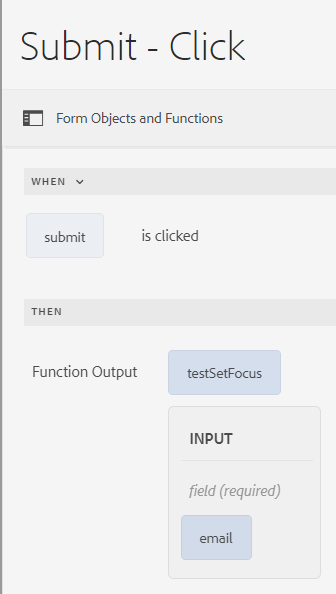 Submit - Click
Form Objects and Functions
WHEN
submit is clicked
THEN
Function Output testSetFocus
INPUT
field (required)
email